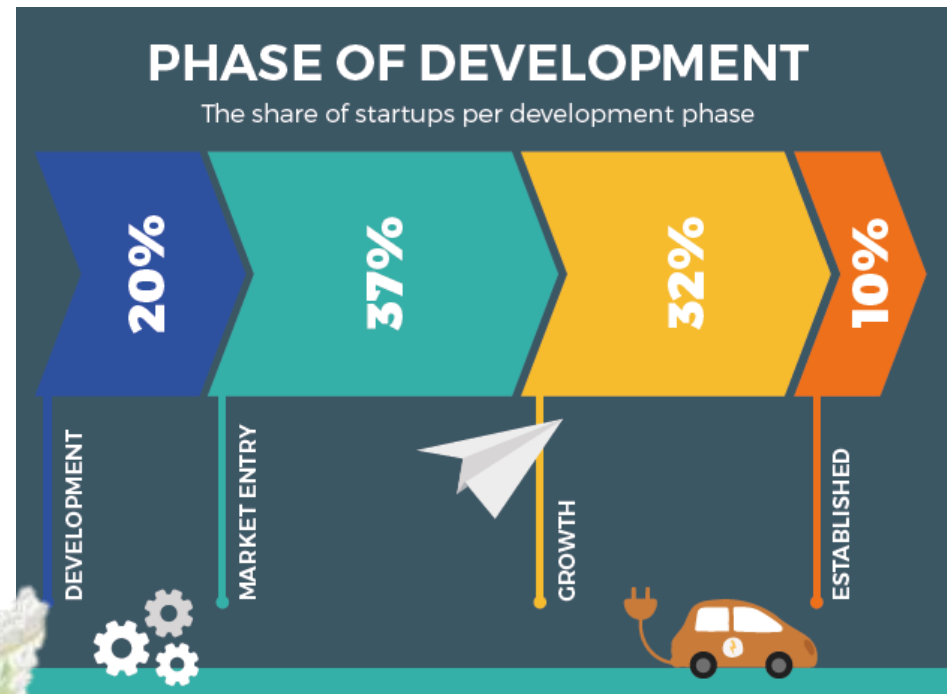 PHASE OF DEVELOPMENT
The share of startups per development phase
20%
37%
32%
10%
DEVELOPMENT
MARKET ENTRY
GROWTH
ESTABLISHED